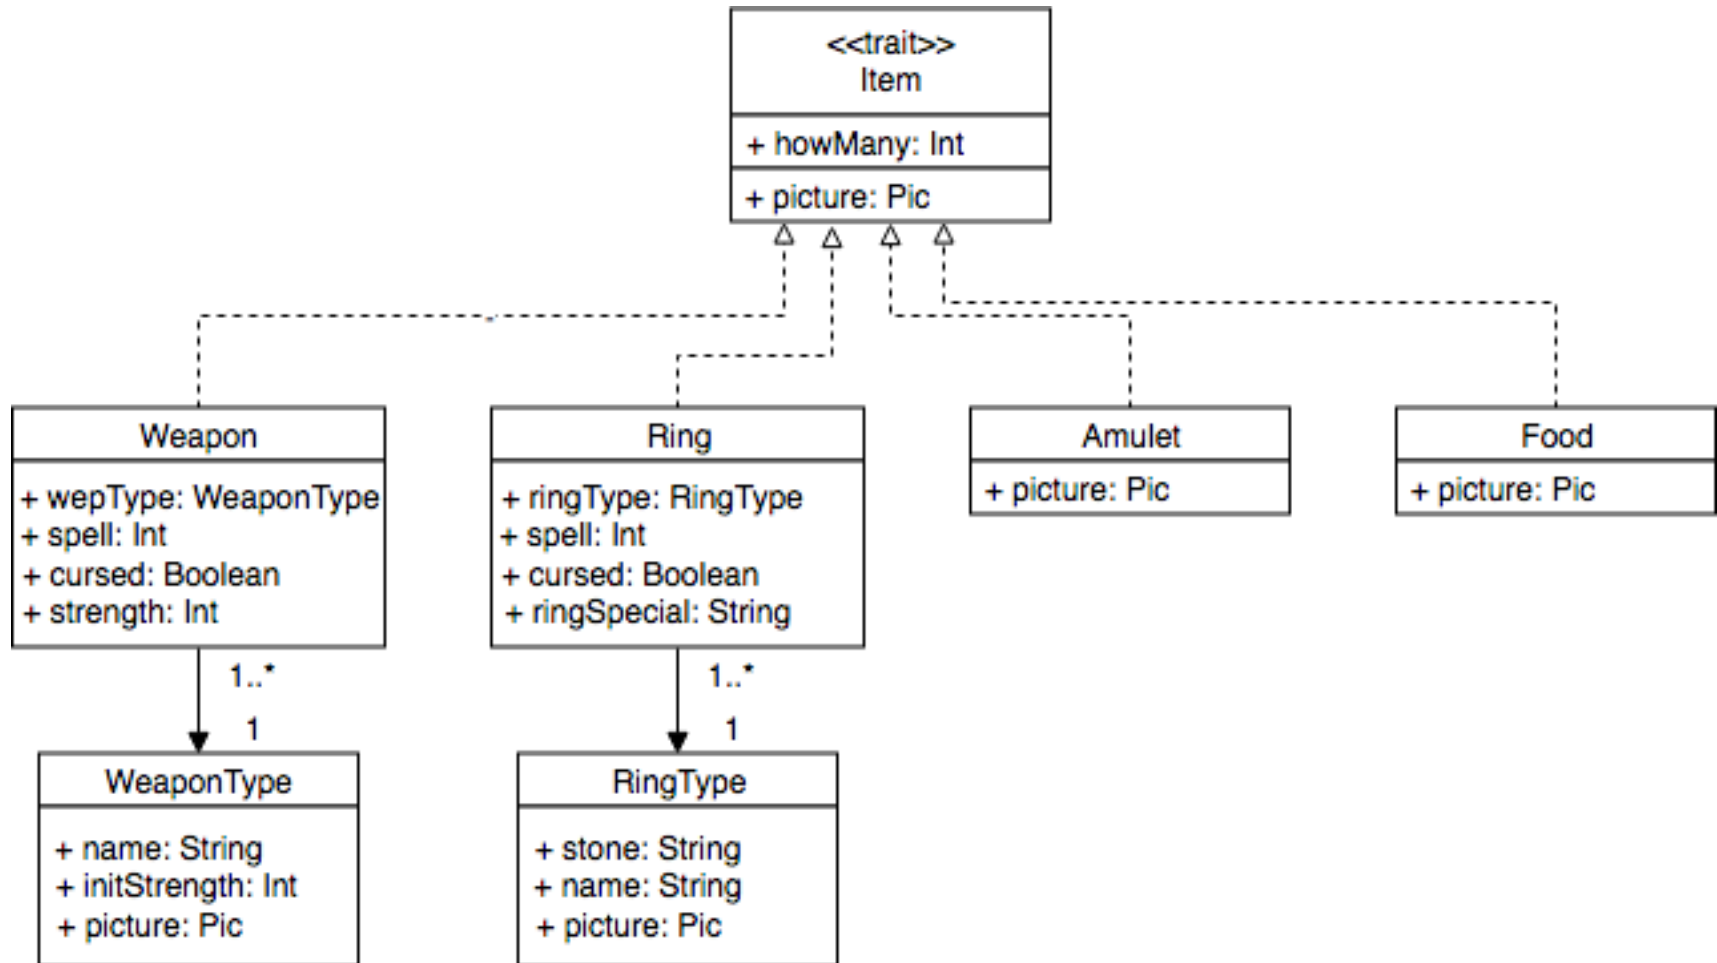 <<trait>>
Item
+ howMany: Int
+ picture: Pic
Weapon
+ wepType: WeaponType
+ spell: Int
+ cursed: Boolean
+ strength: Int
Ring
+ ringType: RingType
+ spell: Int
+ cursed: Boolean
+ ringSpecial: String
Amulet
+ picture: Pic
Food
+ picture: Pic
1..*
1
1..*
1
WeaponType
+ name: String
+ initStrength: Int
+ picture: Pic
RingType
+ stone: String
+ name: String
+ picture: Pic